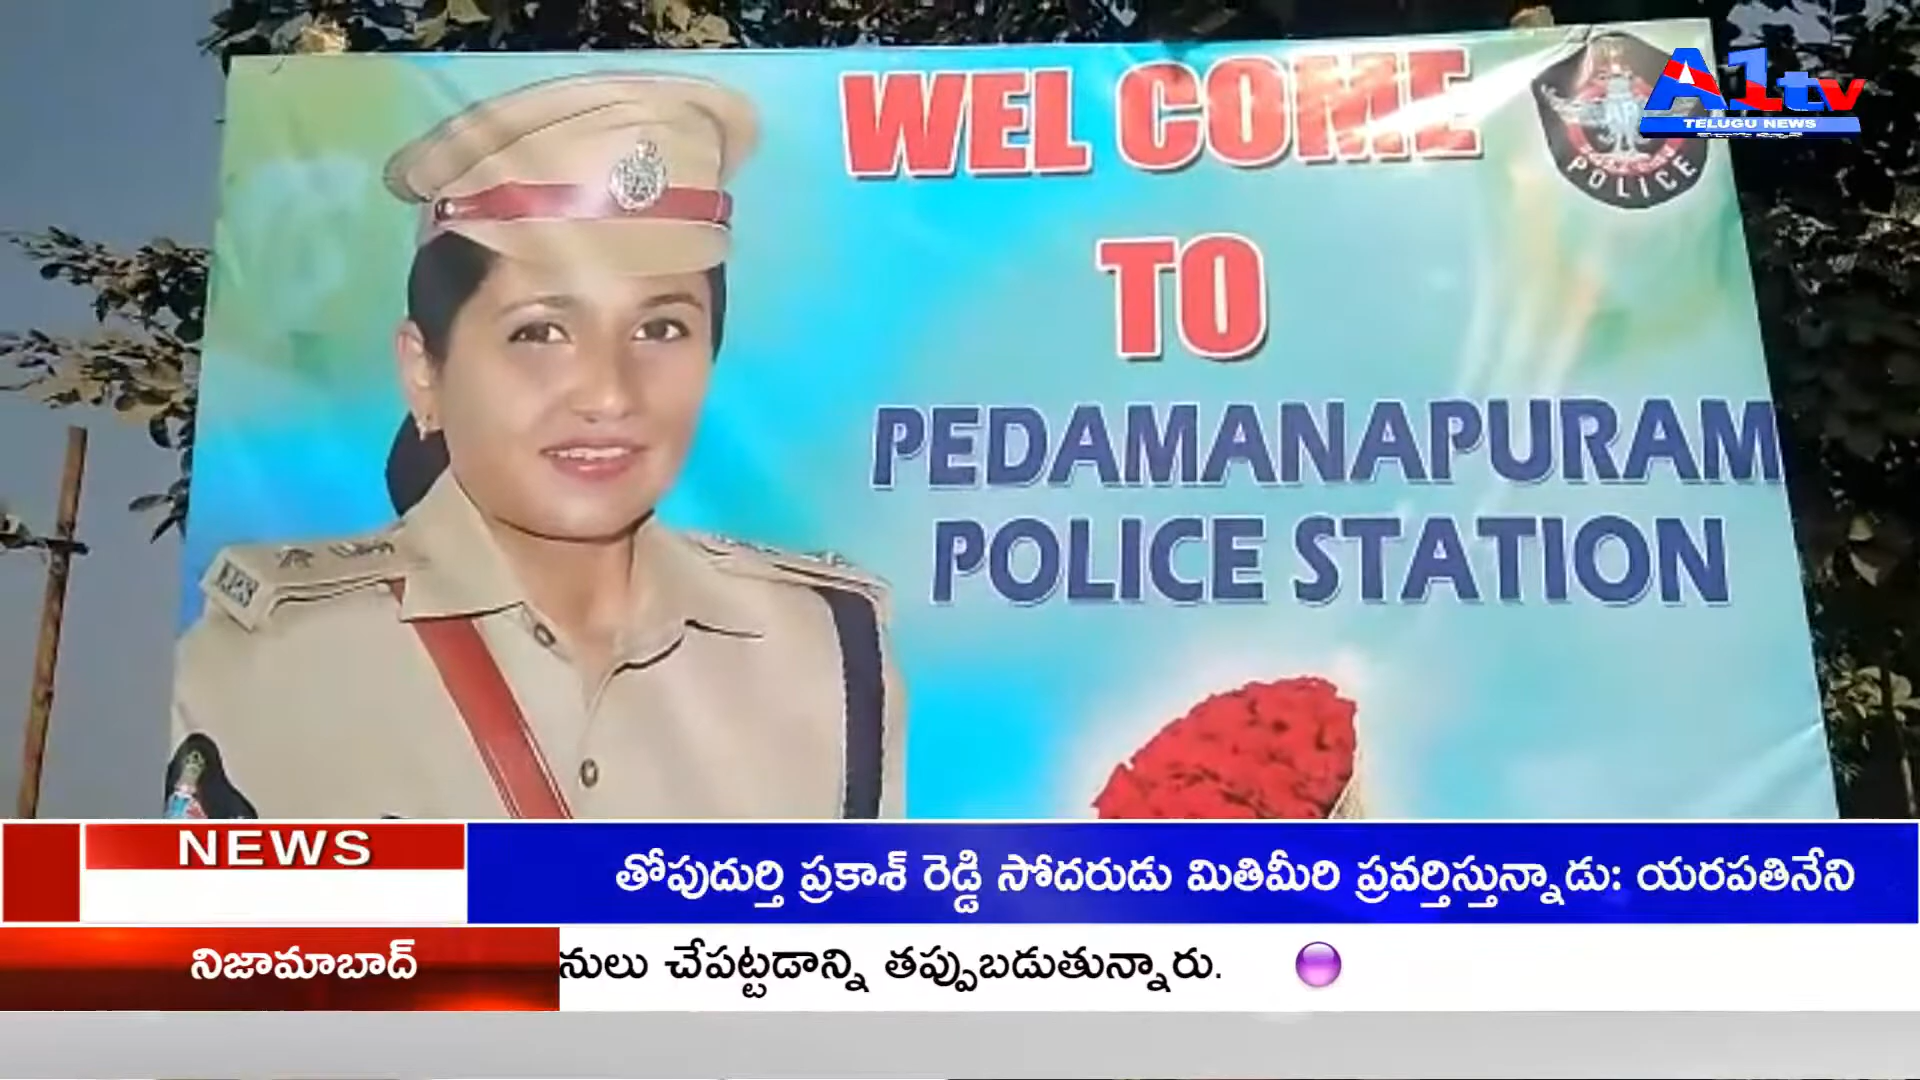 WEL COME
TO
PEDAMANAPURAM
POLICE STATION
POLICE
A1tv
TELUGU NEWS
NEWS
తోపుదుర్తి ప్రకాశ్ రెడ్డి సోదరుడు మితిమీరి ప్రవర్తిస్తున్నాడు: యరపతినేని
నిజామాబాద్
నులు చేపట్టడాన్ని తప్పుబడుతున్నారు.